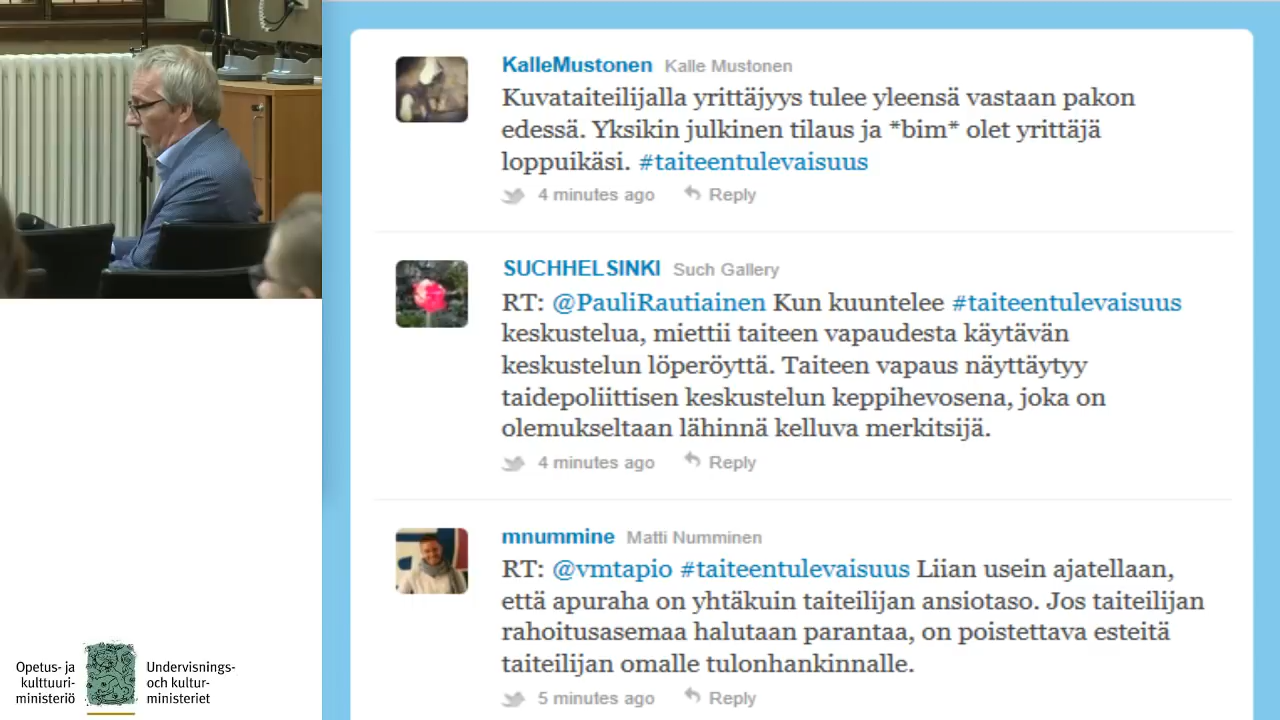 KalleMustonen Kalle Mustonen
Kuvataiteilijalla yrittäjyys tulee yleensä vastaan pakon
edessä. Yksikin julkinen tilaus ja *bim* olet yrittäjä
loppuikäsi. #taiteentulevaisuus
4 minutes ago Reply
SUCHHELSINKI Such Gallery
RT: @PauliRautiainen Kun kuuntelee #taiteentulevaisuus
keskustelua, miettii taiteen vapaudesta käytävän
keskustelun löperöyttä. Taiteen vapaus näyttäytyy
taidepoliittisen keskustelun keppihevosena, joka on
olemukseltaan lähinnä kelluva merkitsijä.
4 minutes ago Reply
mnummine Matti Numminen
RT: @vmtapio #taiteentulevaisuus Liian usein ajatellaan,
että apuraha on yhtäkuin taiteilijan ansiotaso. Jos taiteilijan
rahoitusasemaa halutaan parantaa, on poistettava esteitä
taiteilijan omalle tulonhankinnalle.
5 minutes ago Reply
Opetus- ja
kulttuuri-
ministeriö
Undervisnings-
och kultur-
ministeriet